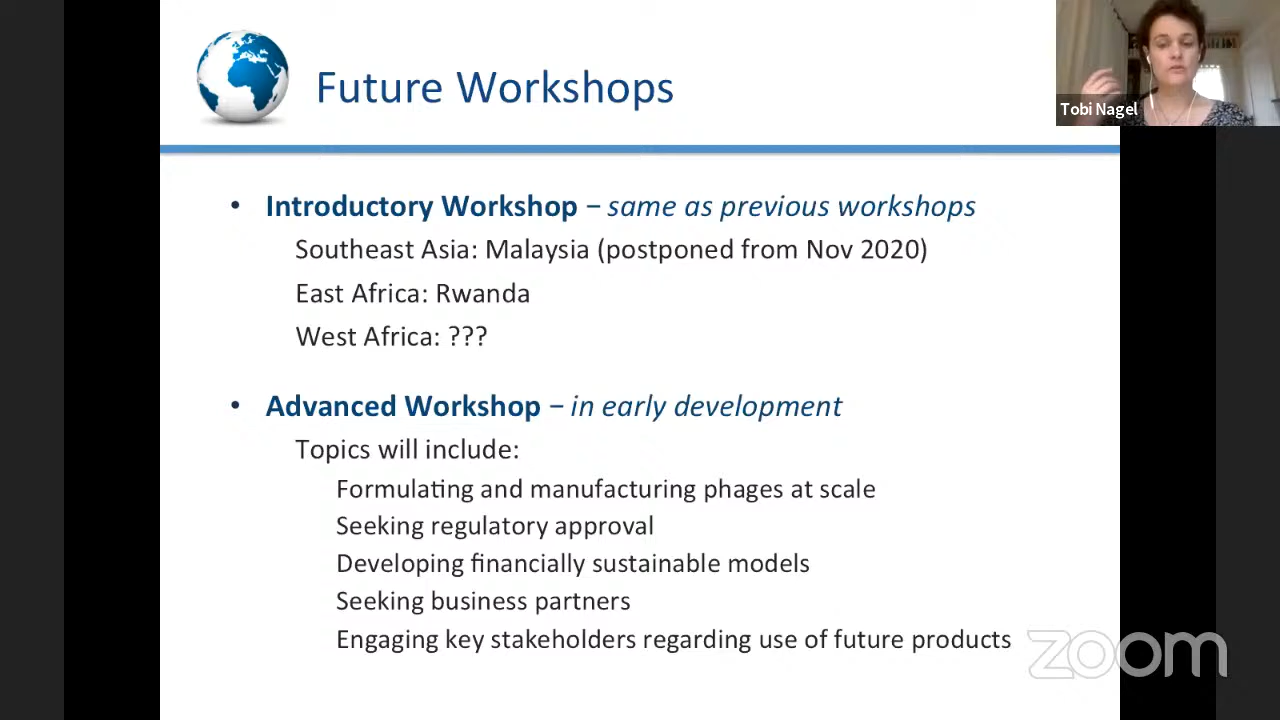 Future Workshops
Tobi Nagel
• Introductory Workshop – same as previous workshops
Southeast Asia: Malaysia (postponed from Nov 2020)
East Africa: Rwanda
West Africa: ???
• Advanced Workshop – in early development
Topics will include:
Formulating and manufacturing phages at scale
Seeking regulatory approval
Developing financially sustainable models
Seeking business partners
Engaging key stakeholders regarding use of future products
zoom